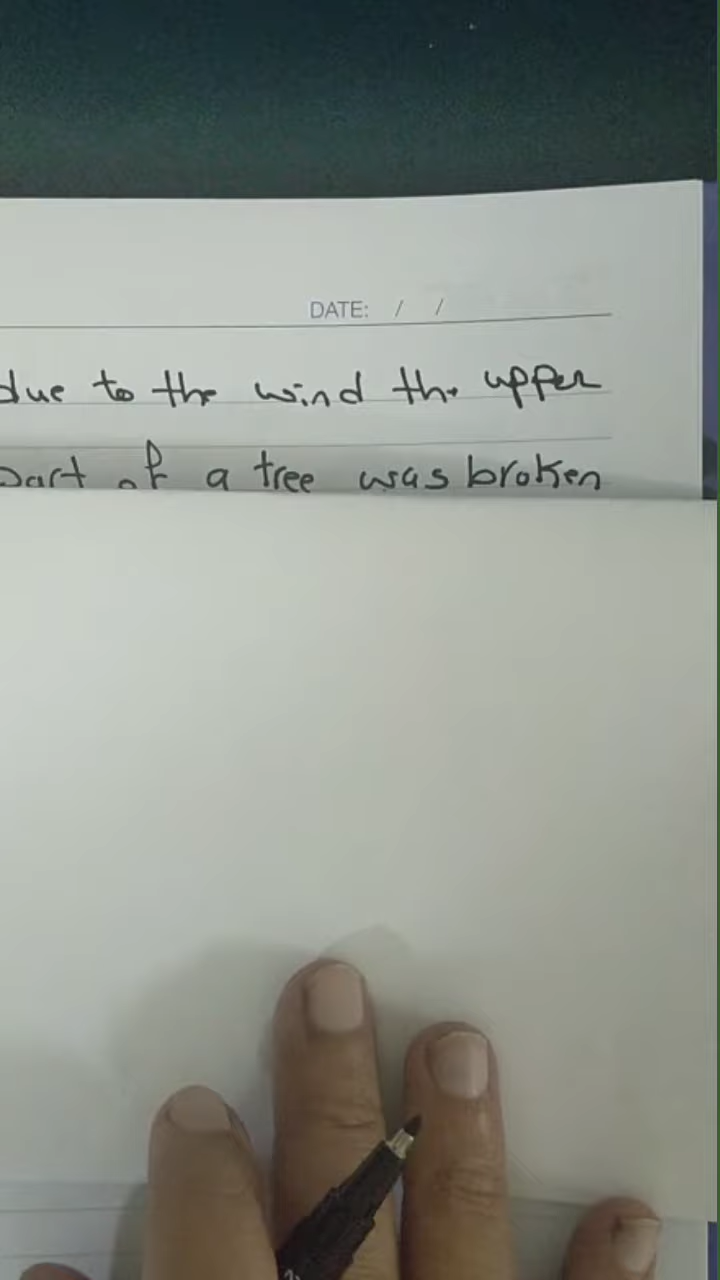 DATE: / /
due to the wind the upper
part of a tree was broken